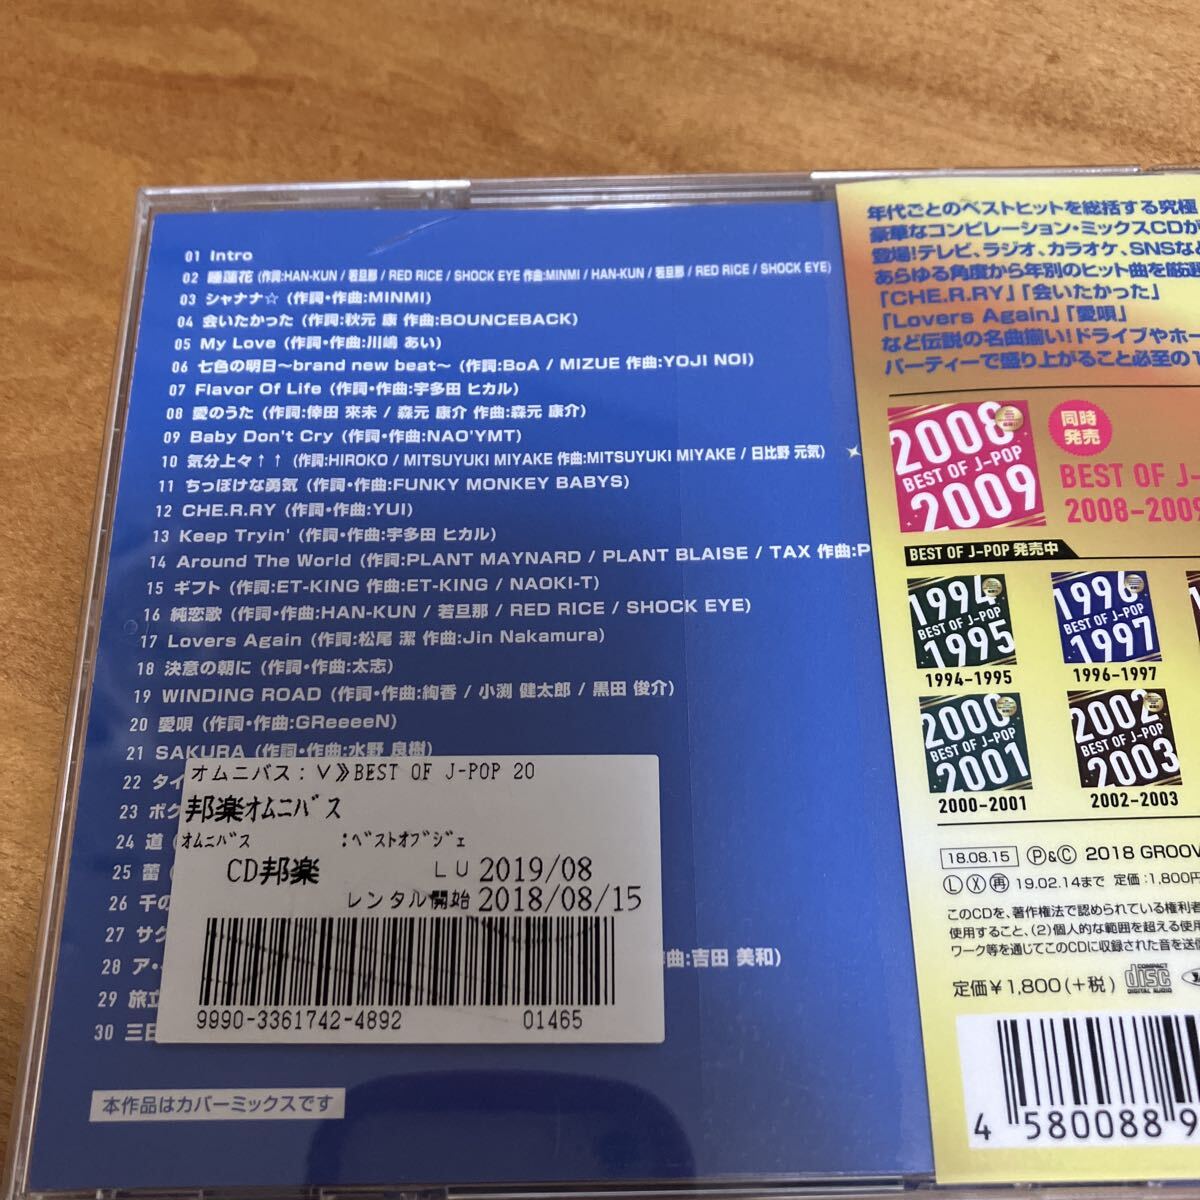 01 Intro
02 睡蓮花 (作詞:HAN-KUN / 若旦那 / RED RICE / SHOCK EYE 作曲:MINMI / HAN-KUN / 若旦那 / RED RICE / SHOCK EYE)
03 シャナナ☆ (作詞・作曲:MINMI)
04 会いたかった (作詞:秋元 康 作曲:BOUNCEBACK)
05 My Love (作詞・作曲:川嶋 あい)
06 七色の明日〜brand new beat〜 (作詞:BoA / MIZUE 作曲:YOJI NOI)
07 Flavor Of Life (作詞・作曲:宇多田 ヒカル)
08 愛のうた (作詞:倖田 來未 / 森元 康介 作曲:森元 康介)
09 Baby Don't Cry (作詞・作曲:NAO'YMT)
10 気分上々↑↑ (作詞:HIROKO / MITSUYUKI MIYAKE 作曲:MITSUYUKI MIYAKE / 日比野 元気)
11 ちっぽけな勇気 (作詞・作曲:FUNKY MONKEY BABYS)
12 CHE.R.RY (作詞・作曲:YUI)
13 Keep Tryin' (作詞・作曲:宇多田 ヒカル)
14 Around The World (作詞:PLANT MAYNARD / PLANT BLAISE / TAX 作曲:P
15 ギフト (作詞:ET-KING 作曲:ET-KING / NAOKI-T)
16 純恋歌 (作詞・作曲:HAN-KUN / 若旦那 / RED RICE / SHOCK EYE)
17 Lovers Again (作詞:松尾 潔 作曲:Jin Nakamura)
18 決意の朝に (作詞・作曲:太志)
19 WINDING ROAD (作詞・作曲:絢香 / 小渕 健太郎 / 黒田 俊介)
20 愛唄 (作詞・作曲:GReeeeN)
21 SAKURA (作詞・作曲:水野 良樹)
22 タイ
23 ボク
24 道 (
25 蕾 (
26 千の
27 サク
28 ア・
作曲:吉田 美和)
29 旅立
30 三日
オムニバス:V》BEST OF J-POP 20
邦楽オムニバス
オムニバス :ベストオブジェ
CD邦楽 LU 2019/08
レンタル開始 2018/08/15
9990-3361742-4892 01465
本作品はカバーミックスです
年代ごとのベストヒットを総括する究極
豪華なコンピレーション・ミックスCDが
登場!テレビ、ラジオ、カラオケ、SNSなど
あらゆる角度から年別のヒット曲を厳選
「CHE.R.RY」「会いたかった」
「Lovers Again」「愛唄」
など伝説の名曲揃い!ドライブやホー
パーティーで盛り上がること必至の1
2008
BEST OF J-POP
2009
同時
発売
BEST OF J-
2008-2009
BEST OF J-POP 発売中
1994
BEST OF J-POP
1995
1994-1995
1996
BEST OF J-POP
1997
1996-1997
2000
BEST OF J-POP
2001
2000-2001
2002
BEST OF J-POP
2003
2002-2003
18.08.15 Ⓟ&Ⓒ 2018 GROOV
Ⓛ Ⓧ 再 19.02.14まで 定価:1,800円
このCDを、著作権法で認められている権利者
使用すること、(2)個人的な範囲を超える使用
ワーク等を通じてこのCDに収録された音を送信
定価¥1,800(+税) COMPACT disc DIGITAL AUDIO
4 580088 9